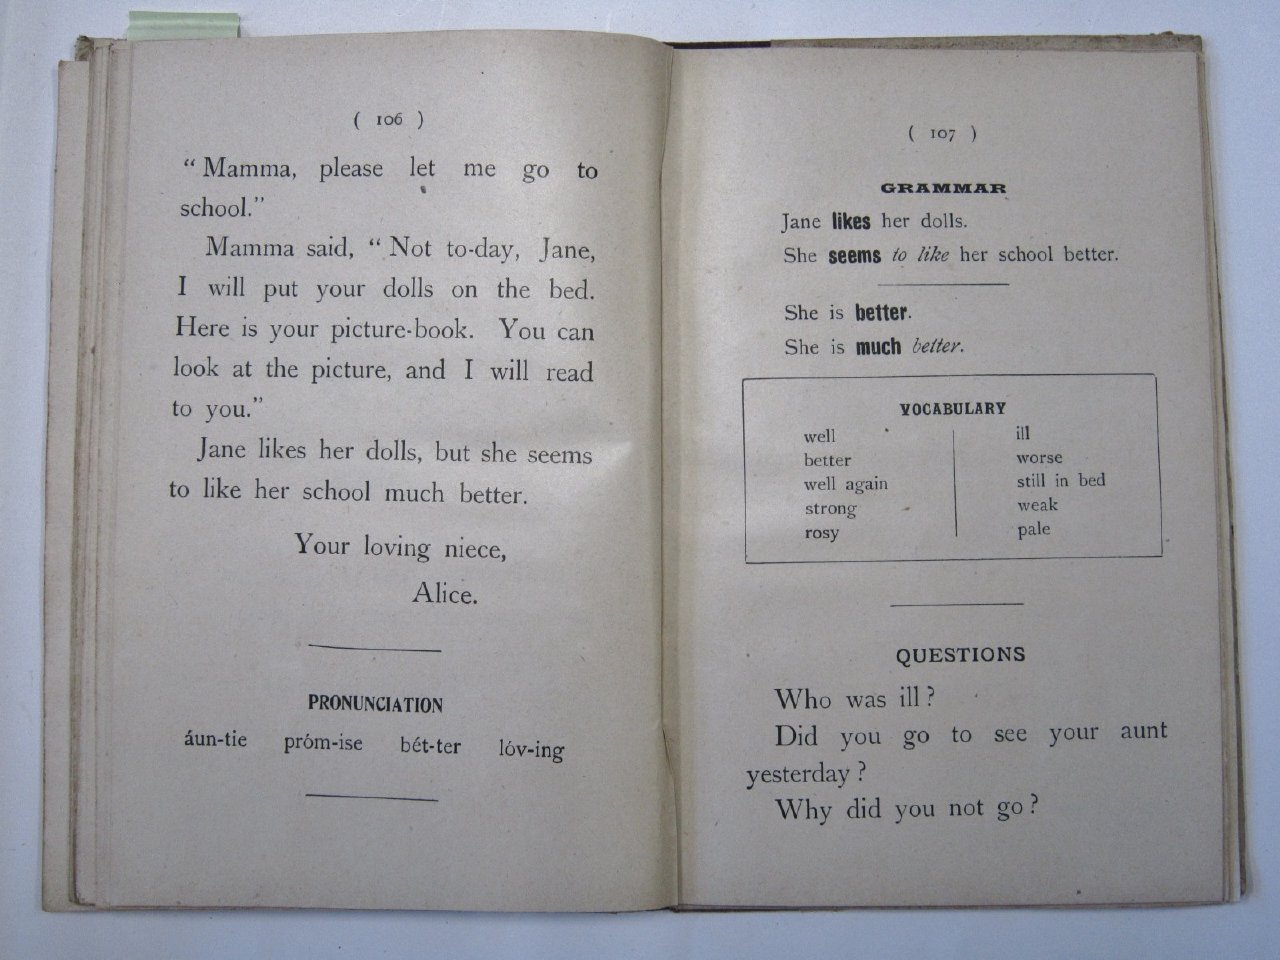 ( 106 )
“ Mamma, please let me go to
school.”
Mamma said, “ Not to-day, Jane,
I will put your dolls on the bed.
Here is your picture-book. You can
look at the picture, and I will read
to you.”
Jane likes her dolls, but she seems
to like her school much better.
Your loving niece,
Alice.
PRONUNCIATION
áun-tie próm-ise bét-ter lóv-ing
( 107 )
GRAMMAR
Jane likes her dolls.
She seems to like her school better.
She is better.
She is much better.
VOCABULARY
well ill
better worse
well again still in bed
strong weak
rosy pale
QUESTIONS
Who was ill ?
Did you go to see your aunt
yesterday ?
Why did you not go ?